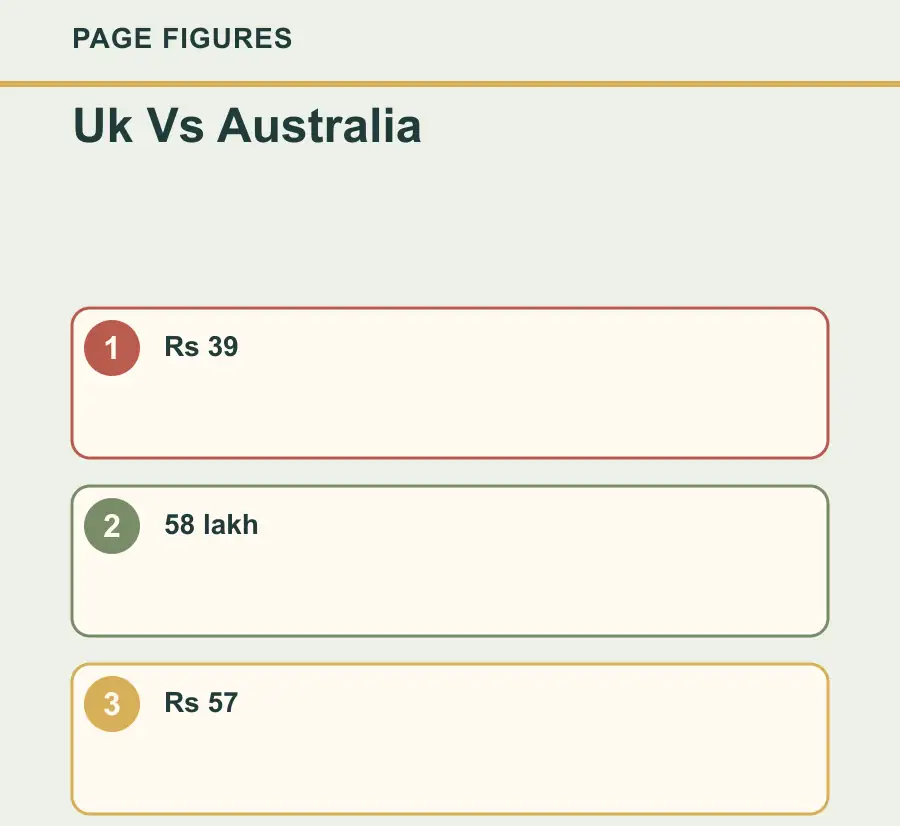 PAGE FIGURES
Uk Vs Australia
1 Rs 39
2 58 lakh
3 Rs 57